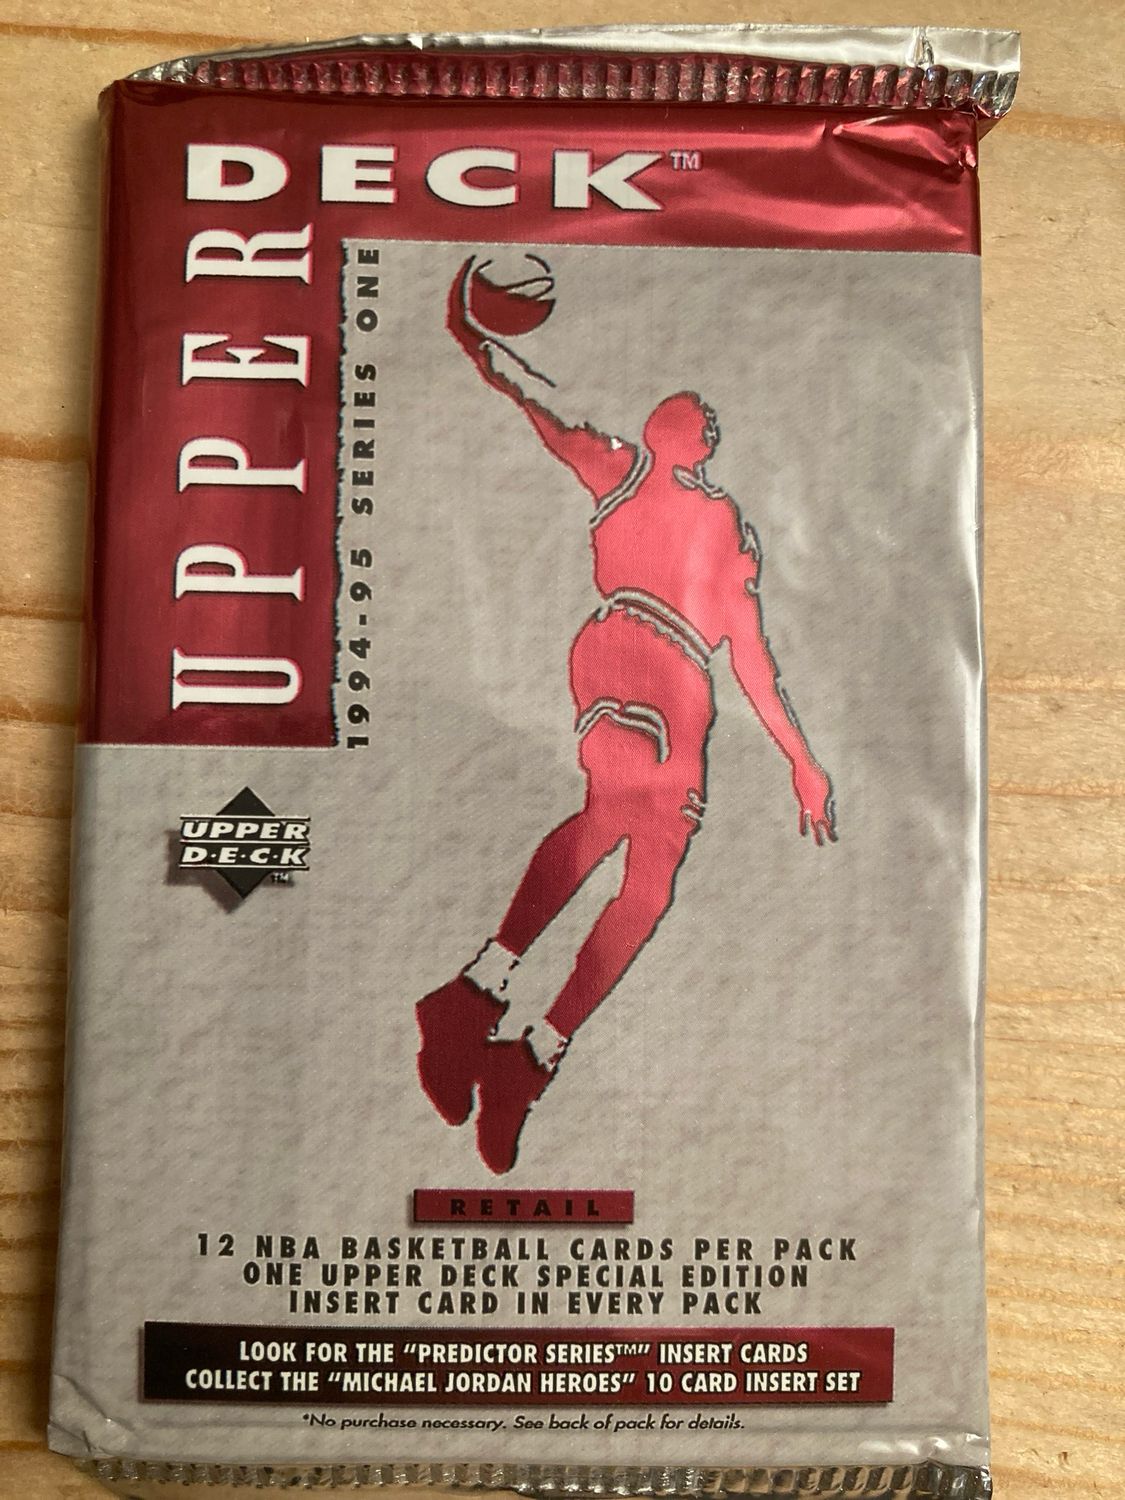 UPPER DECK™
1994-95 SERIES ONE
UPPER
D·E·C·K™
RETAIL
12 NBA BASKETBALL CARDS PER PACK
ONE UPPER DECK SPECIAL EDITION
INSERT CARD IN EVERY PACK
LOOK FOR THE "PREDICTOR SERIES™" INSERT CARDS
COLLECT THE "MICHAEL JORDAN HEROES" 10 CARD INSERT SET
*No purchase necessary. See back of pack for details.